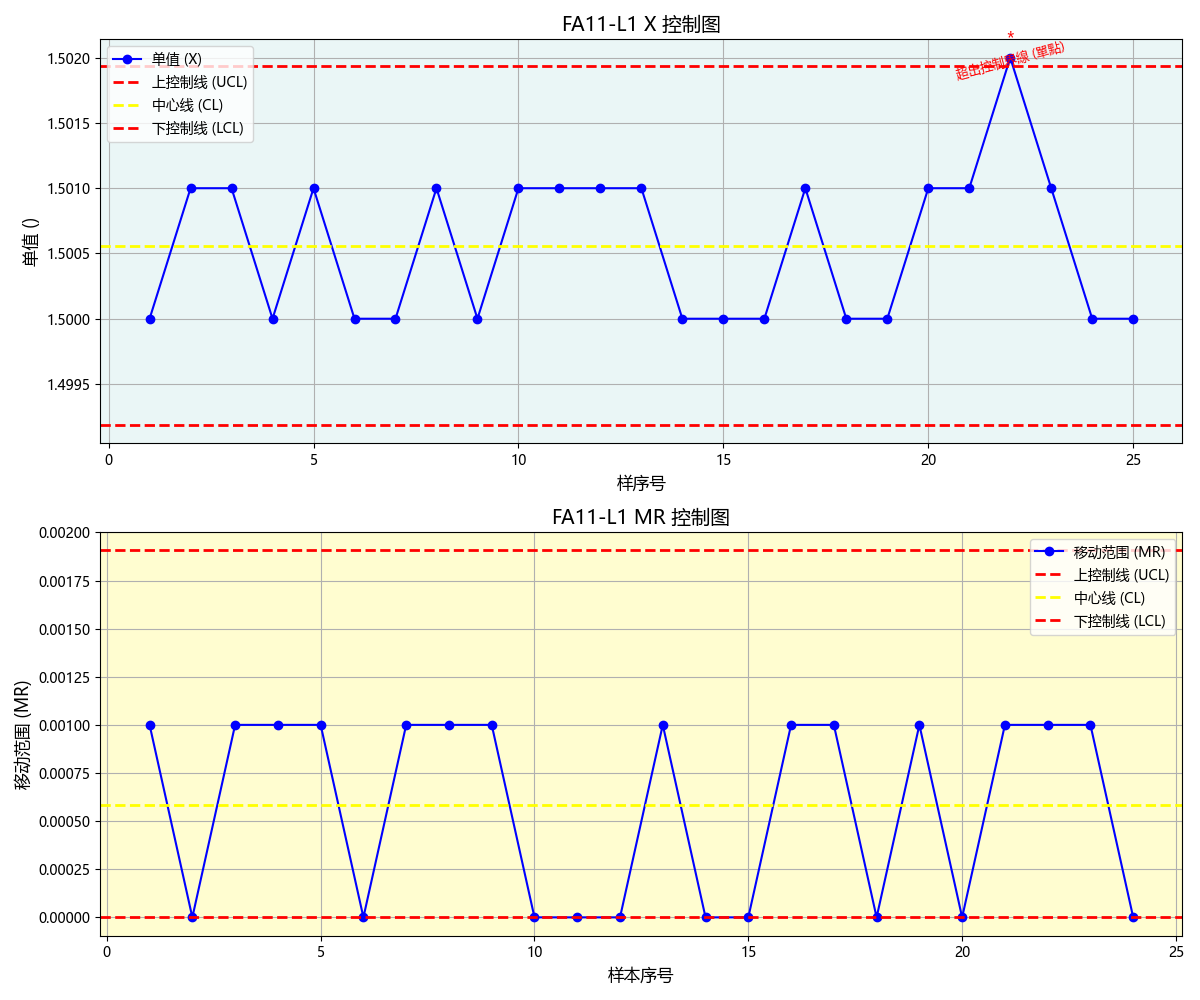 FA11-L1 X 控制图
*
超出控制界線 (單點)
单值 (X)
上控制线 (UCL)
中心线 (CL)
下控制线 (LCL)
1.5020
1.5015
1.5010
1.5005
1.5000
1.4995
单值 ()
0 5 10 15 20 25
样序号
FA11-L1 MR 控制图
移动范围 (MR)
上控制线 (UCL)
中心线 (CL)
下控制线 (LCL)
0.00200
0.00175
0.00150
0.00125
0.00100
0.00075
0.00050
0.00025
0.00000
移动范围 (MR)
0 5 10 15 20 25
样本序号